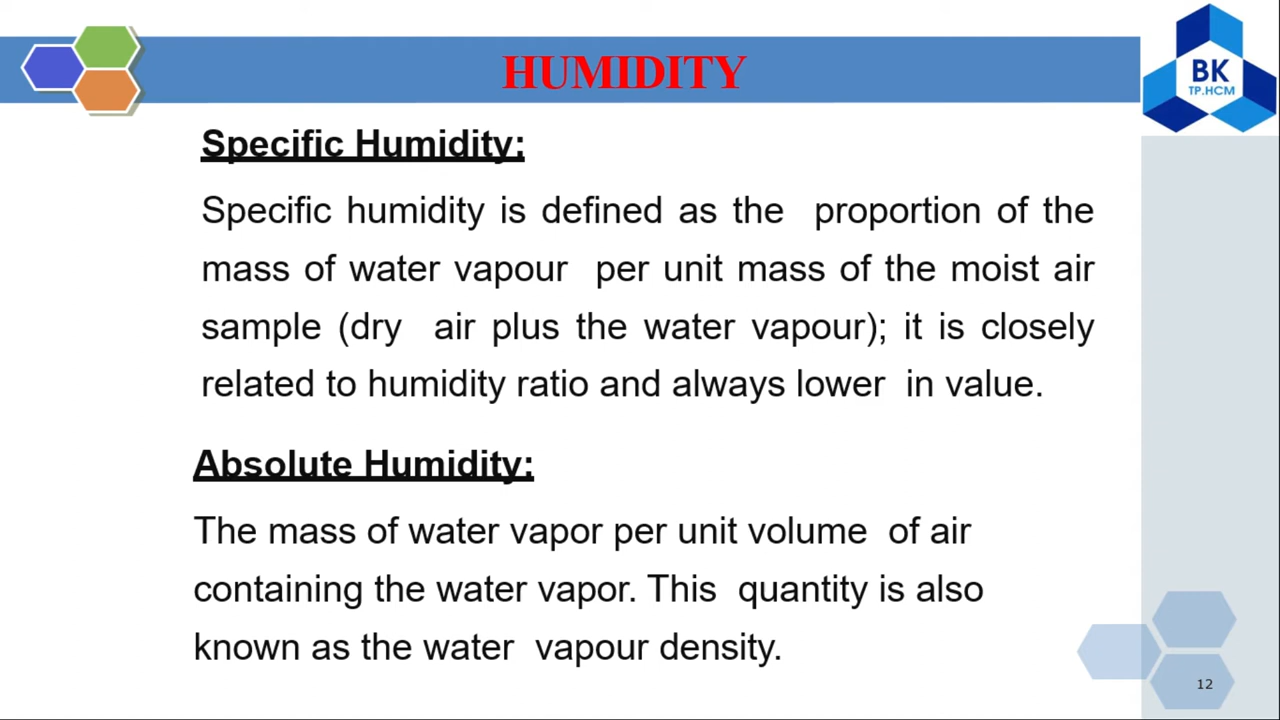 HUMIDITY
BK
TP.HCM
Specific Humidity:
Specific humidity is defined as the proportion of the
mass of water vapour per unit mass of the moist air
sample (dry air plus the water vapour); it is closely
related to humidity ratio and always lower in value.
Absolute Humidity:
The mass of water vapor per unit volume of air
containing the water vapor. This quantity is also
known as the water vapour density.
12